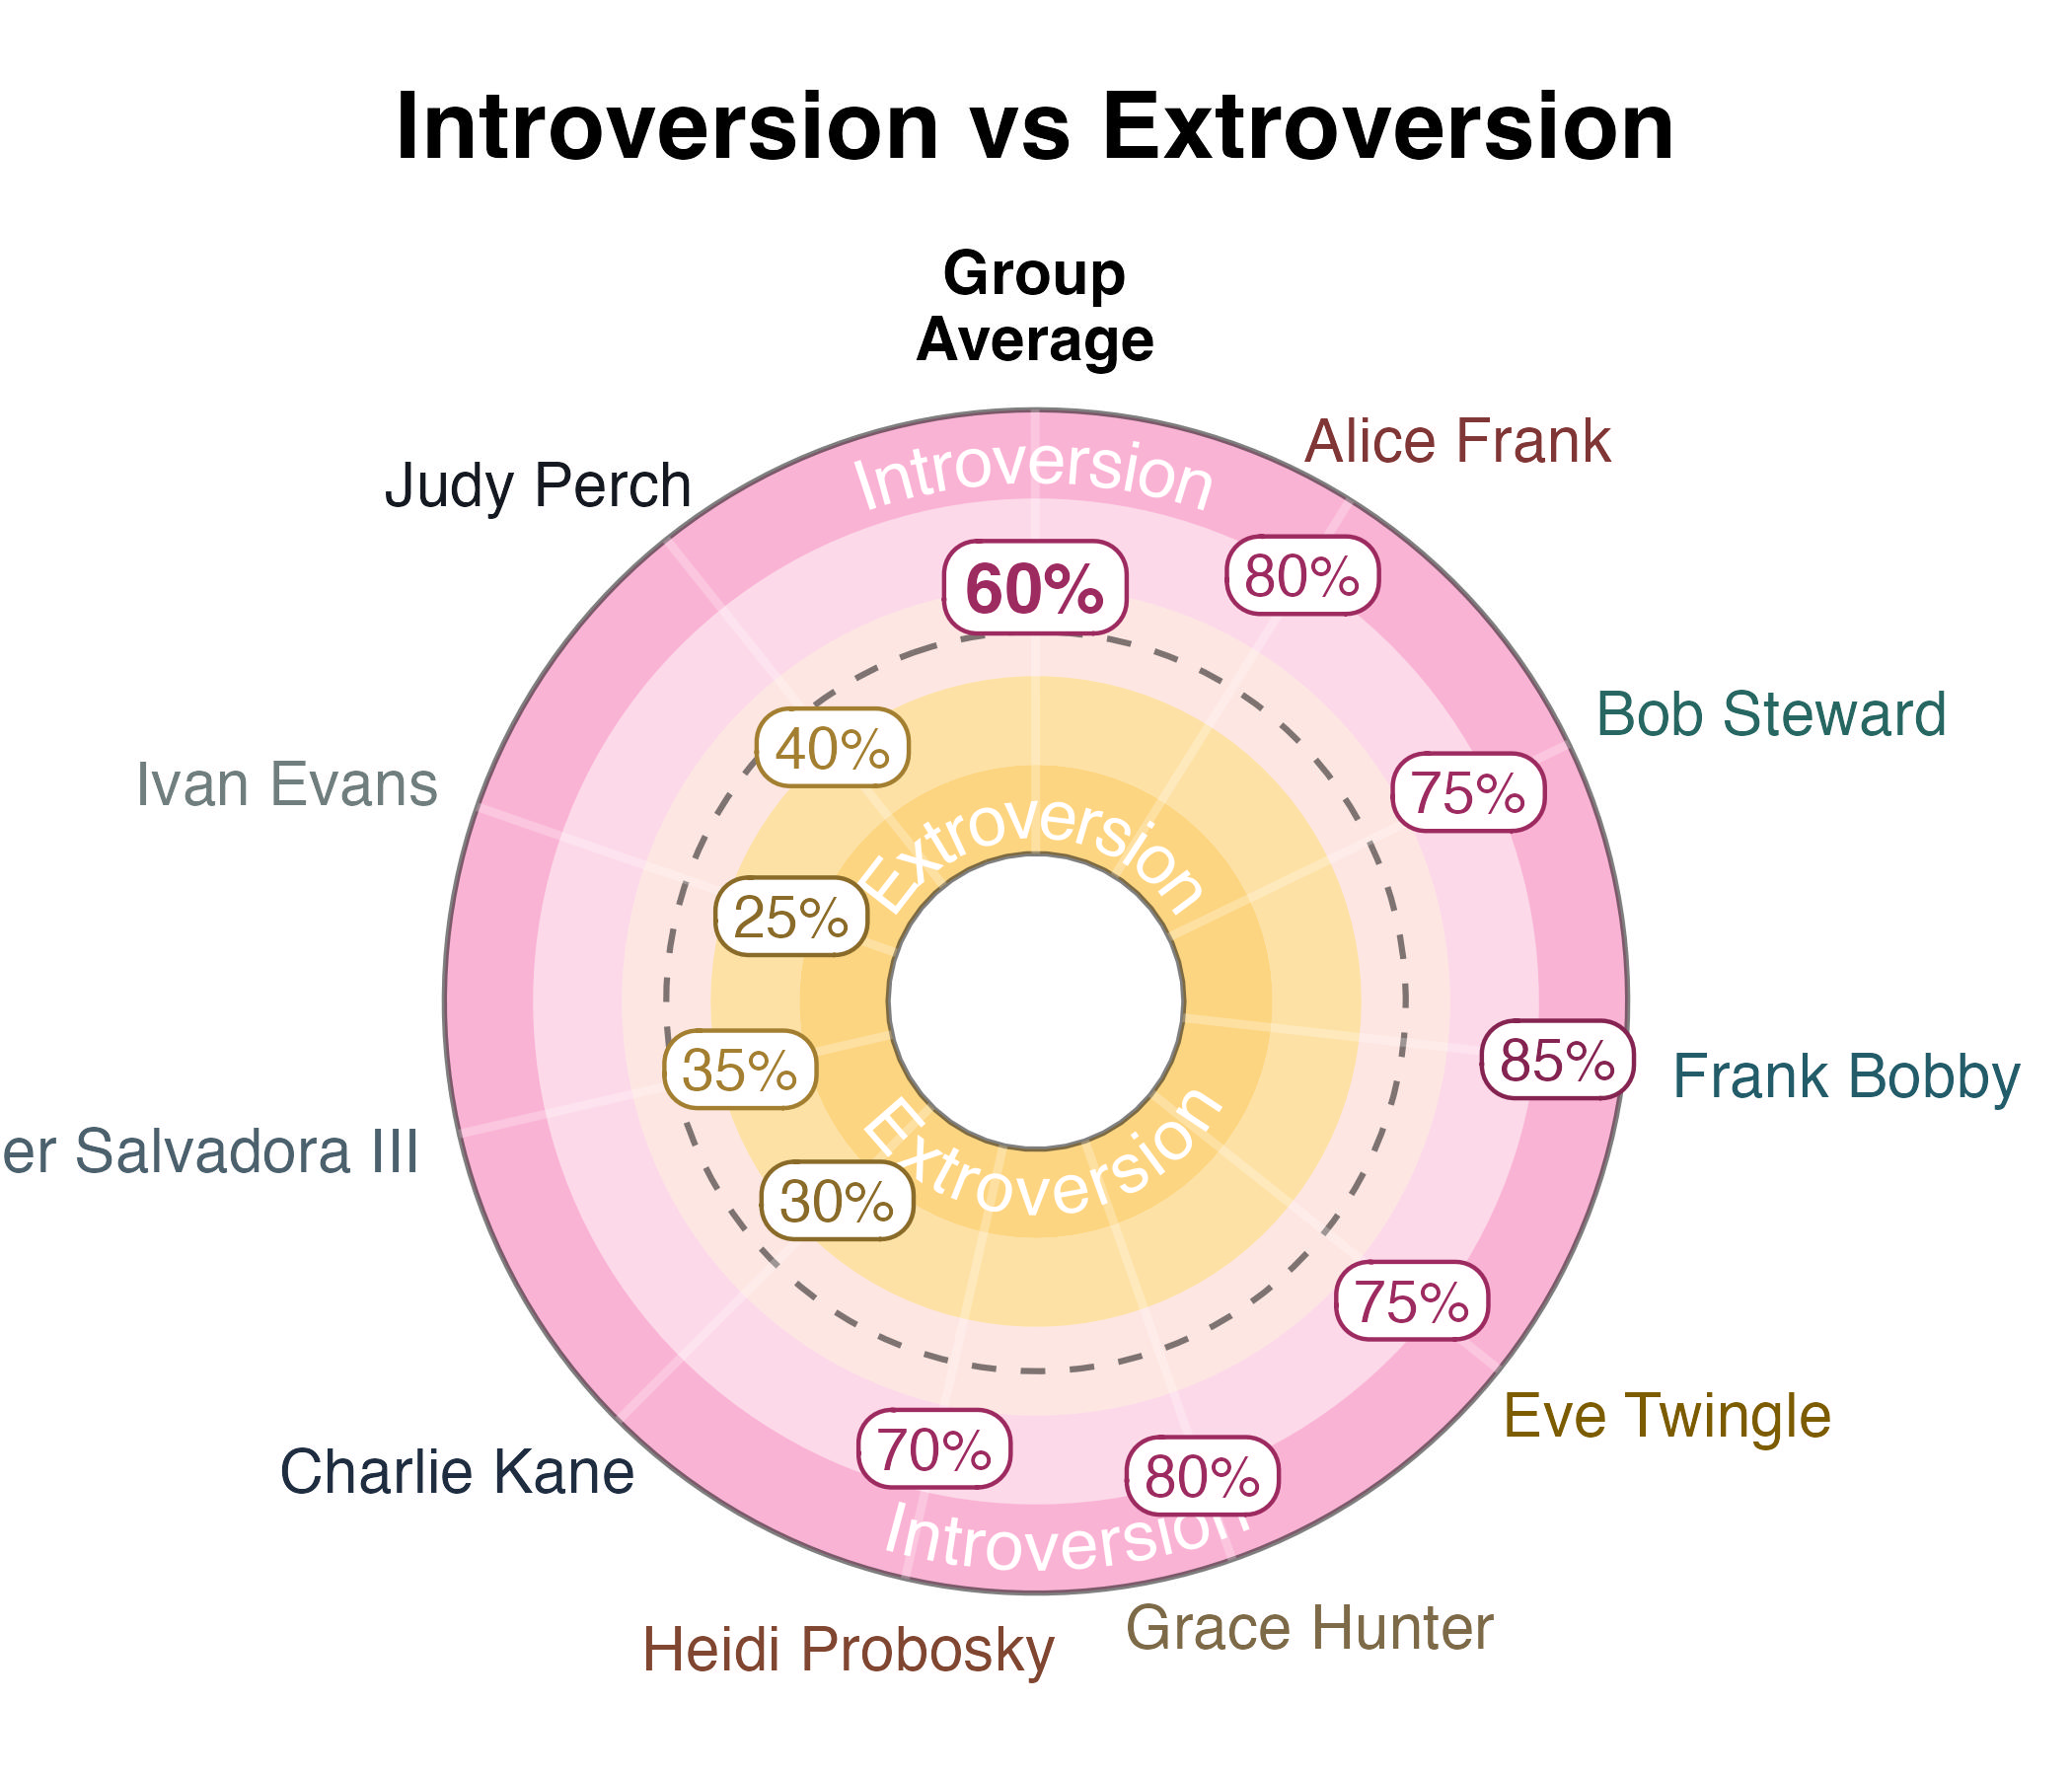 Introversion vs Extroversion
Group
Average
Introversion
Alice Frank
Judy Perch
60%
80%
Bob Steward
40%
75%
Ivan Evans
Extroversion
25%
85%
Frank Bobby
35%
er Salvadora III
Extroversion
30%
75%
Eve Twingle
Charlie Kane
70%
80%
Introversion
Grace Hunter
Heidi Probosky